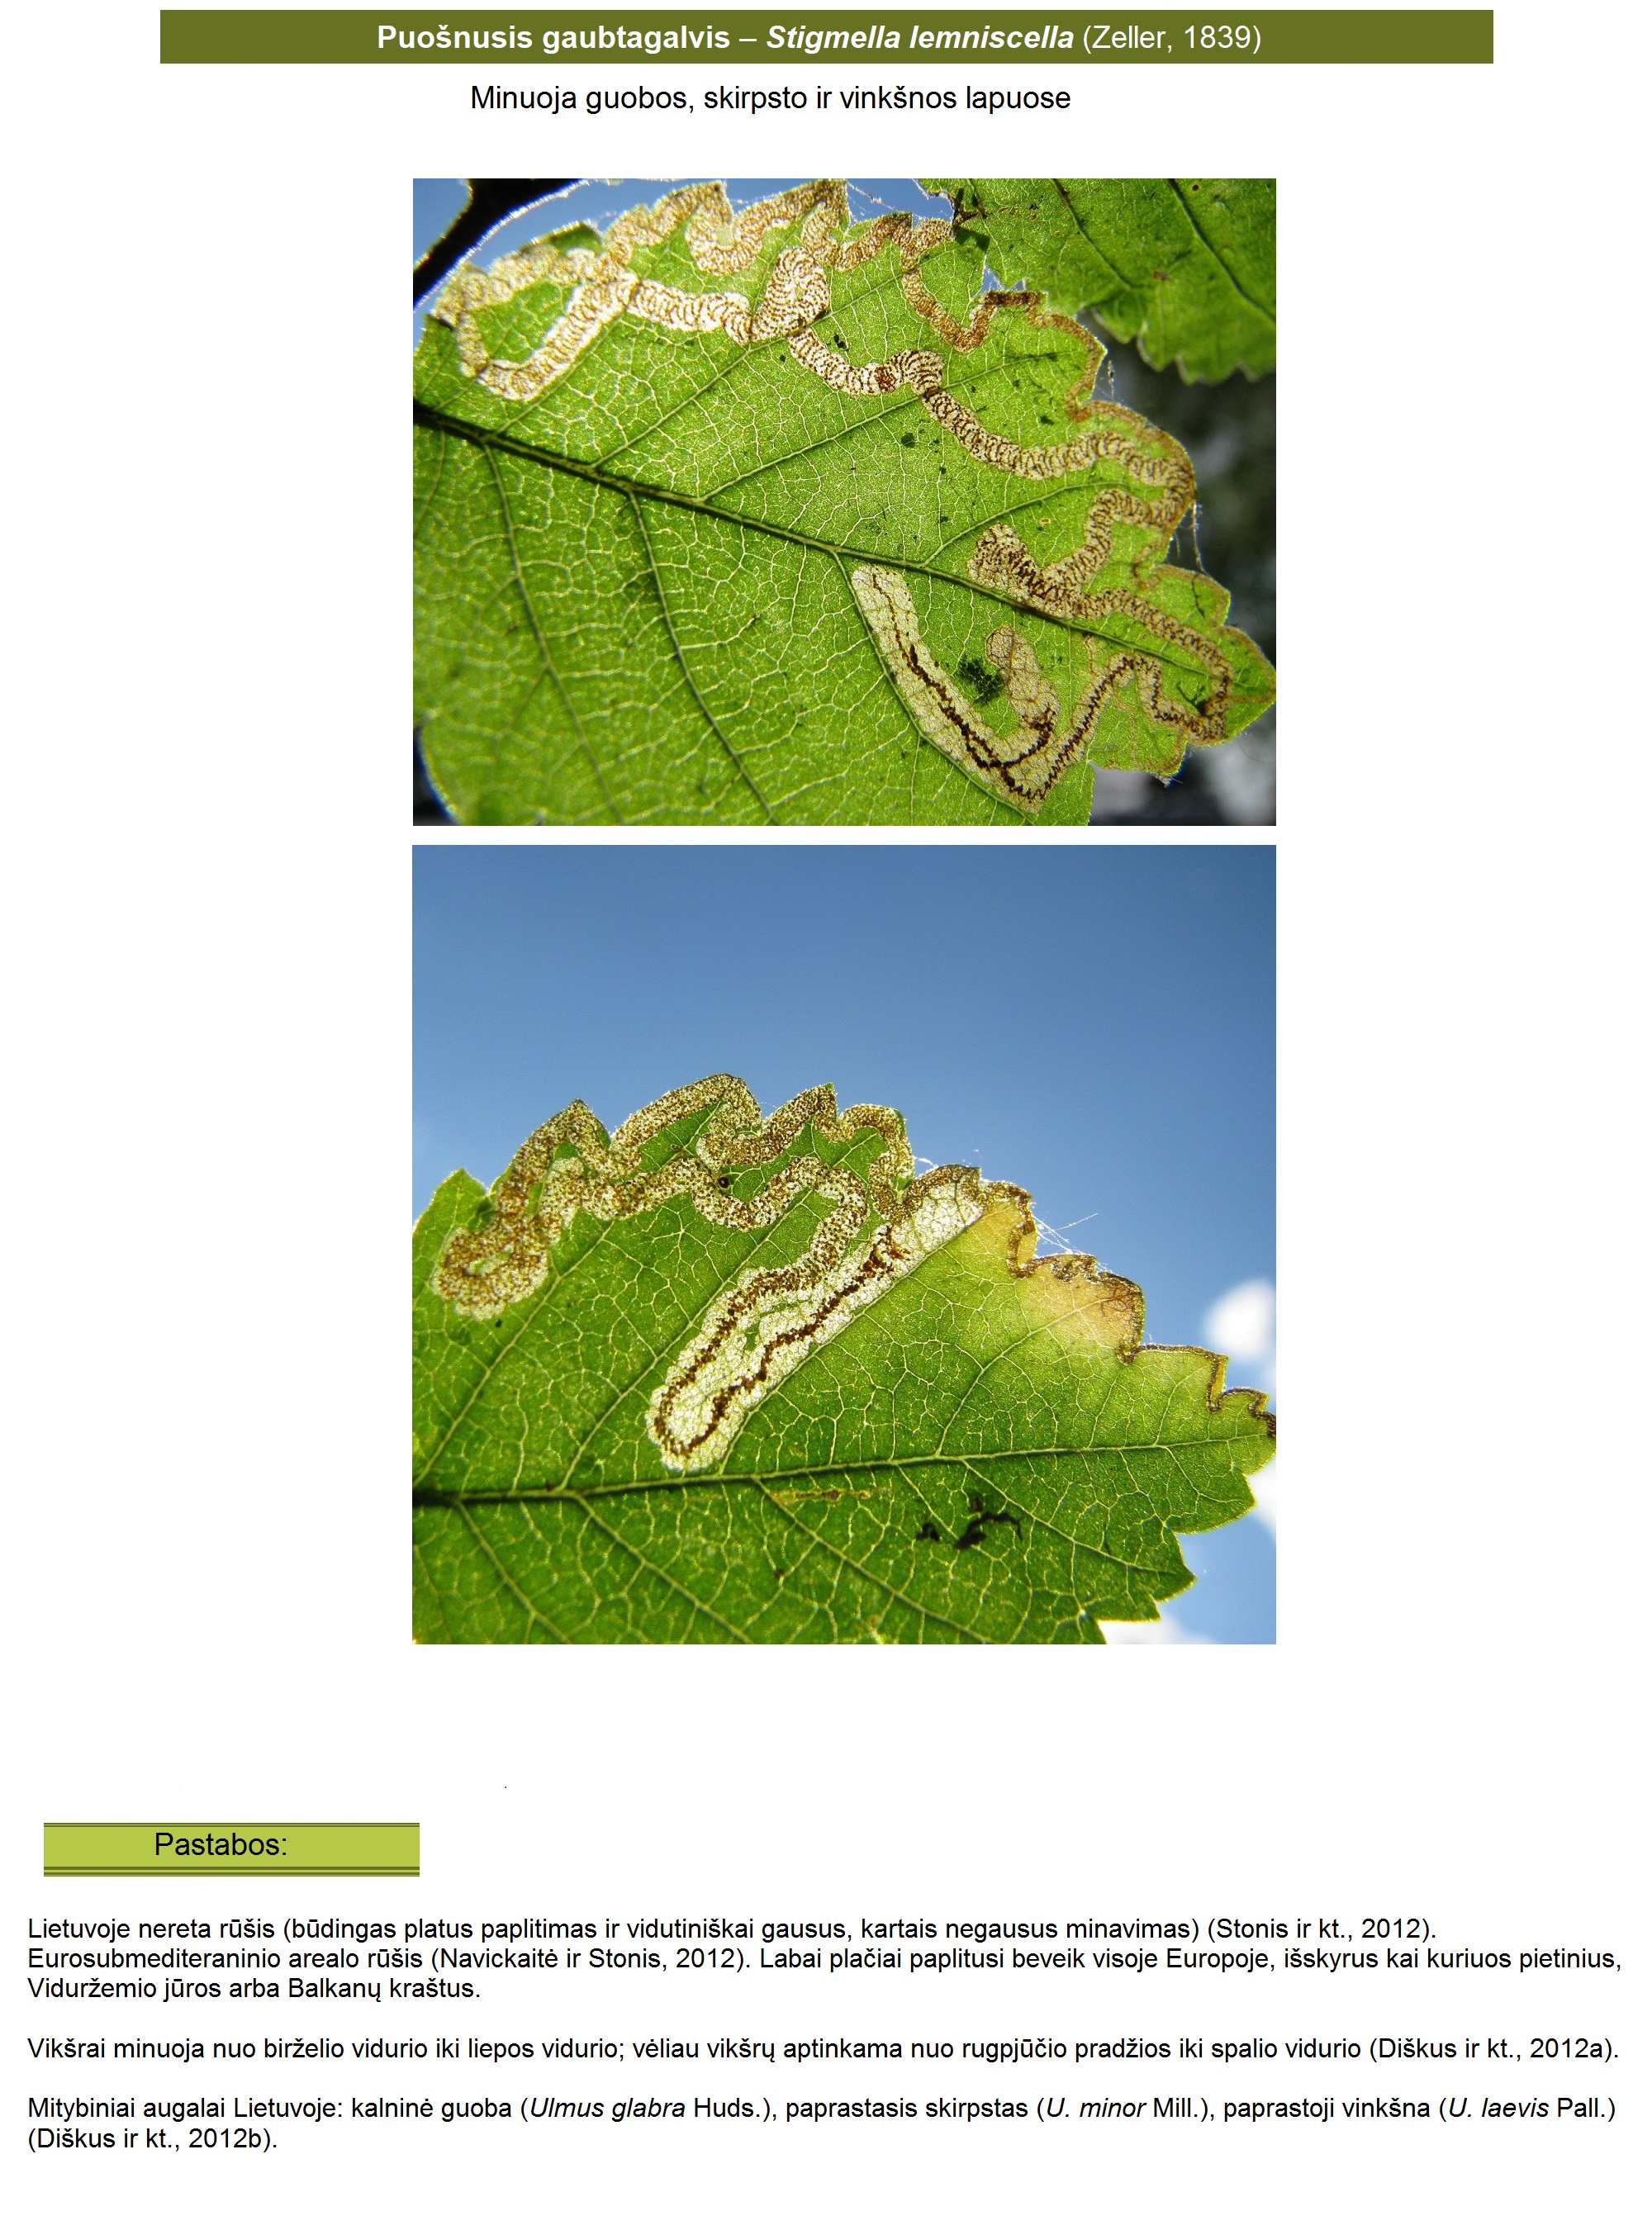 Puošnusis gaubtagalvis – Stigmella lemniscella (Zeller, 1839)
Minuoja guobos, skirpsto ir vinkšnos lapuose
Pastabos:
Lietuvoje nereta rūšis (būdingas platus paplitimas ir vidutiniškai gausus, kartais negausus minavimas) (Stonis ir kt., 2012).
Eurosubmediteraninio arealo rūšis (Navickaitė ir Stonis, 2012). Labai plačiai paplitusi beveik visoje Europoje, išskyrus kai kuriuos pietinius,
Viduržemio jūros arba Balkanų kraštus.
Vikšrai minuoja nuo birželio vidurio iki liepos vidurio; vėliau vikšrų aptinkama nuo rugpjūčio pradžios iki spalio vidurio (Diškus ir kt., 2012a).
Mitybiniai augalai Lietuvoje: kalninė guoba (Ulmus glabra Huds.), paprastasis skirpstas (U. minor Mill.), paprastoji vinkšna (U. laevis Pall.)
(Diškus ir kt., 2012b).